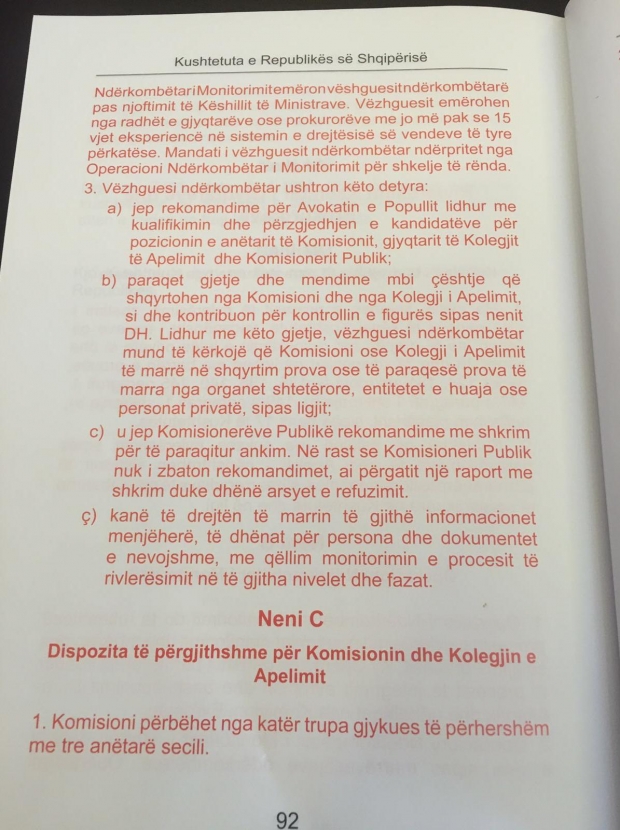 Kushtetuta e Republikës së Shqipërisë
Ndërkombëtar i Monitorimit emëron vëshguesit ndërkombëtarë
pas njoftimit të Këshillit të Ministrave. Vëzhguesit emërohen
nga radhët e gjyqtarëve ose prokurorëve me jo më pak se 15
vjet eksperiencë në sistemin e drejtësisë së vendeve të tyre
përkatëse. Mandati i vëzhguesit ndërkombëtar ndërpritet nga
Operacioni Ndërkombëtar i Monitorimit për shkelje të rënda.
3. Vëzhguesi ndërkombëtar ushtron këto detyra:
a) jep rekomandime për Avokatin e Popullit lidhur me
kualifikimin dhe përzgjedhjen e kandidatëve për
pozicionin e anëtarit të Komisionit, gjyqtarit të Kolegjit
të Apelimit dhe Komisionerit Publik;
b) paraqet gjetje dhe mendime mbi çështje që
shqyrtohen nga Komisioni dhe nga Kolegji i Apelimit,
si dhe kontribuon për kontrollin e figurës sipas nenit
DH. Lidhur me këto gjetje, vëzhguesi ndërkombëtar
mund të kërkojë që Komisioni ose Kolegji i Apelimit
të marrë në shqyrtim prova ose të paraqesë prova të
marra nga organet shtetërore, entitetet e huaja ose
personat privatë, sipas ligjit;
c) u jep Komisionerëve Publikë rekomandime me shkrim
për të paraqitur ankim. Në rast se Komisioneri Publik
nuk i zbaton rekomandimet, ai përgatit një raport me
shkrim duke dhënë arsyet e refuzimit.
ç) kanë të drejtën të marrin të gjithë informacionet
menjëherë, të dhënat për persona dhe dokumentet
e nevojshme, me qëllim monitorimin e procesit të
rivlerësimit në të gjitha nivelet dhe fazat.
Neni C
Dispozita të përgjithshme për Komisionin dhe Kolegjin e
Apelimit
1. Komisioni përbëhet nga katër trupa gjykues të përhershëm
me tre anëtarë secili.
92